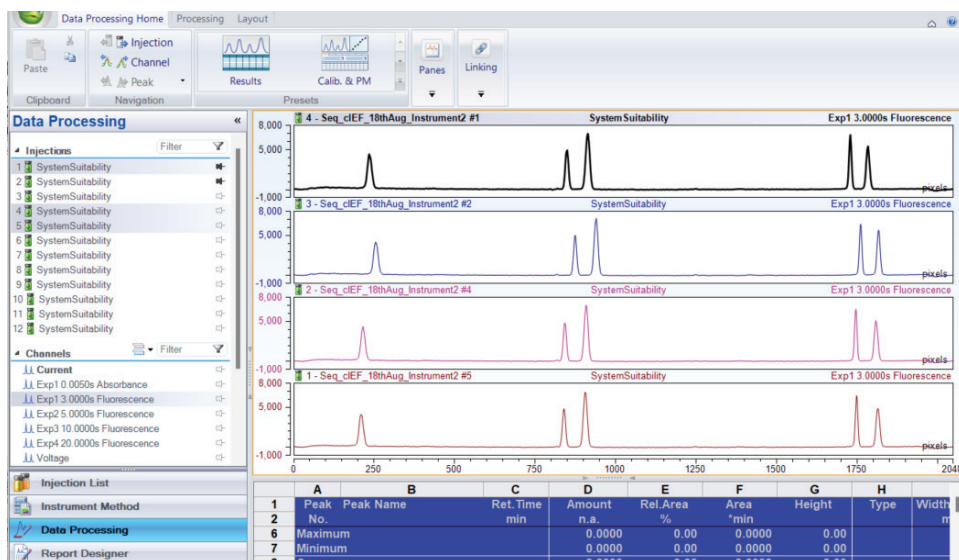 Data Processing Home Processing Layout
Paste
Injection
Channel
Peak
Results
Calib. & PM
Panes
Linking
Clipboard Navigation Presets
Data Processing «
Injections Filter
1 SystemSuitability
2 SystemSuitability
3 SystemSuitability
4 SystemSuitability
5 SystemSuitability
6 SystemSuitability
7 SystemSuitability
8 SystemSuitability
9 SystemSuitability
10 SystemSuitability
11 SystemSuitability
12 SystemSuitability
Channels Filter
Current
Exp1 0.0050s Absorbance
Exp1 3.0000s Fluorescence
Exp2 5.0000s Fluorescence
Exp3 10.0000s Fluorescence
Exp4 20.0000s Fluorescence
Voltage
Injection List
Instrument Method
Data Processing
Report Designer
4 - Seq_cIEF_18thAug_Instrument2 #1 SystemSuitability Exp1 3.0000s Fluorescence
8,000
5,000
-1,000
pixels
3 - Seq_cIEF_18thAug_Instrument2 #2 SystemSuitability Exp1 3.0000s Fluorescence
8,000
5,000
-1,000
pixels
2 - Seq_cIEF_18thAug_Instrument2 #4 SystemSuitability Exp1 3.0000s Fluorescence
8,000
5,000
-1,000
pixels
1 - Seq_cIEF_18thAug_Instrument2 #5 SystemSuitability Exp1 3.0000s Fluorescence
8,000
5,000
-1,000
pixels
0 250 500 750 1000 1250 1500 1750 204
A B C D E F G H
1 Peak Peak Name Ret.Time Amount Rel.Area Area Height Type Width
2 No. min n.a. % *min m
6 Maximum 0.0000 0.00 0.0000 0.00
7 Minimum 0.0000 0.00 0.0000 0.00